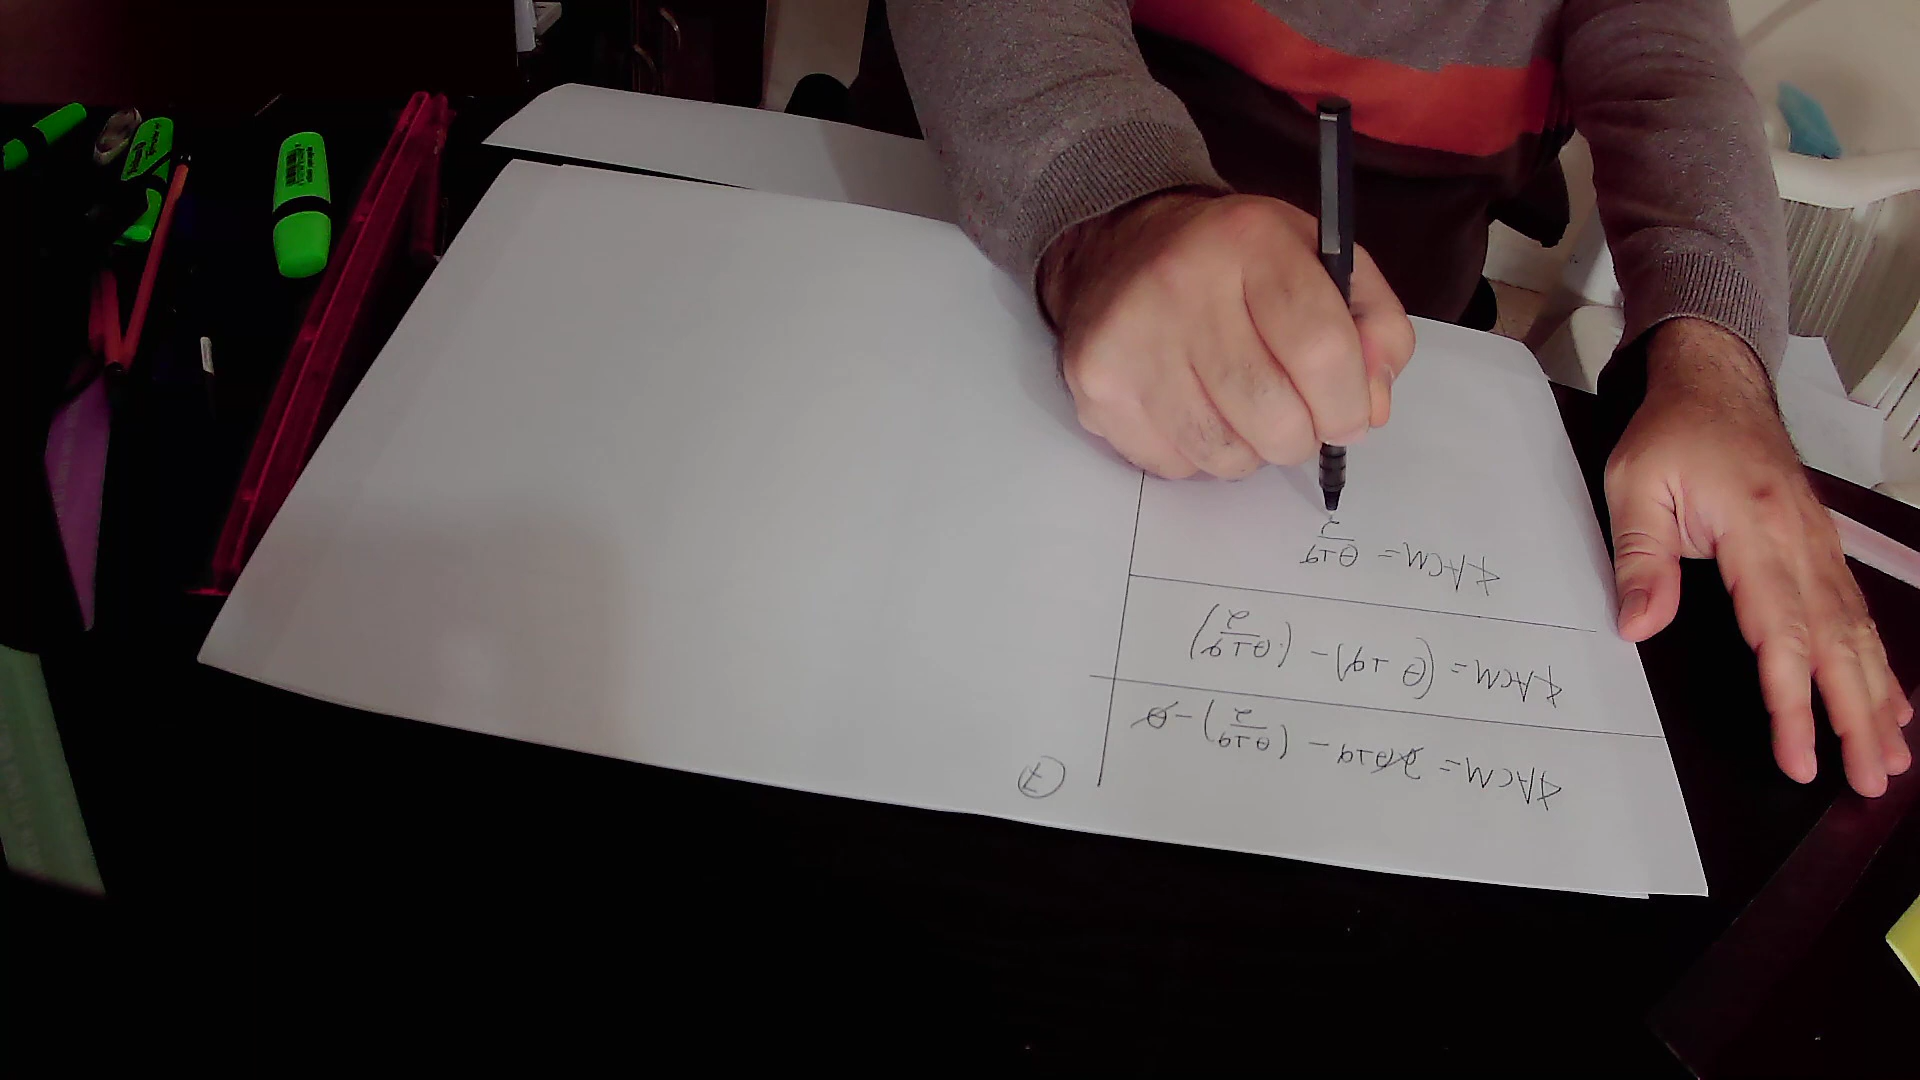 7
∡ACM = 2θ+φ - (θ+φ/2) - θ
∡ACM = (θ+φ) - (θ+φ/2)
∡ACM = θ+φ/2